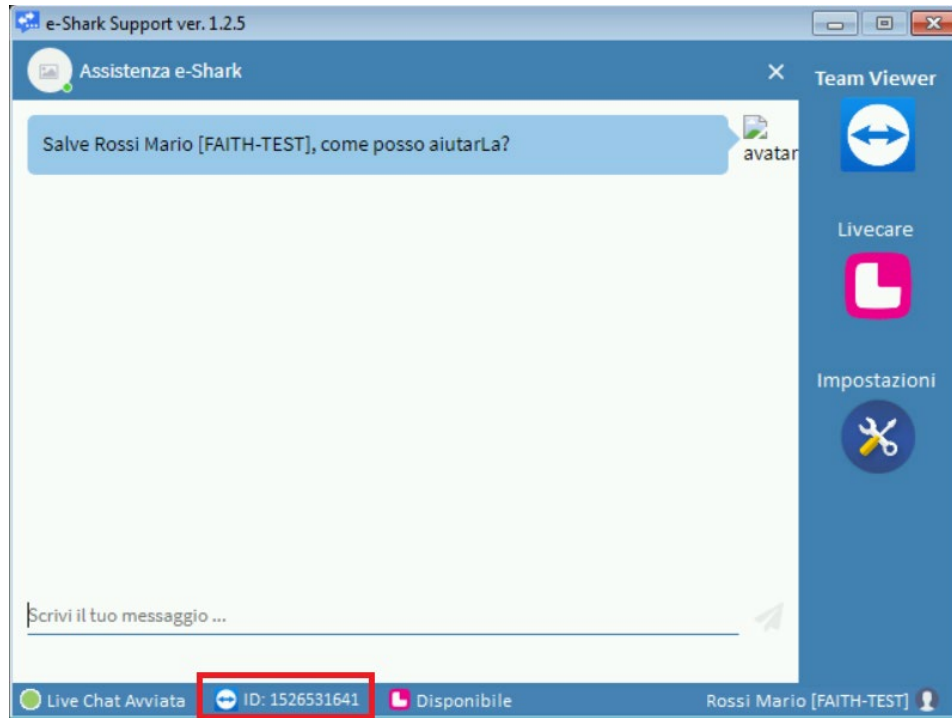 e-Shark Support ver. 1.2.5
Assistenza e-Shark
Team Viewer
Salve Rossi Mario [FAITH-TEST], come posso aiutarLa?
avatar
Livecare
Impostazioni
Scrivi il tuo messaggio ...
Live Chat Avviata ID: 1526531641 Disponibile Rossi Mario [FAITH-TEST]